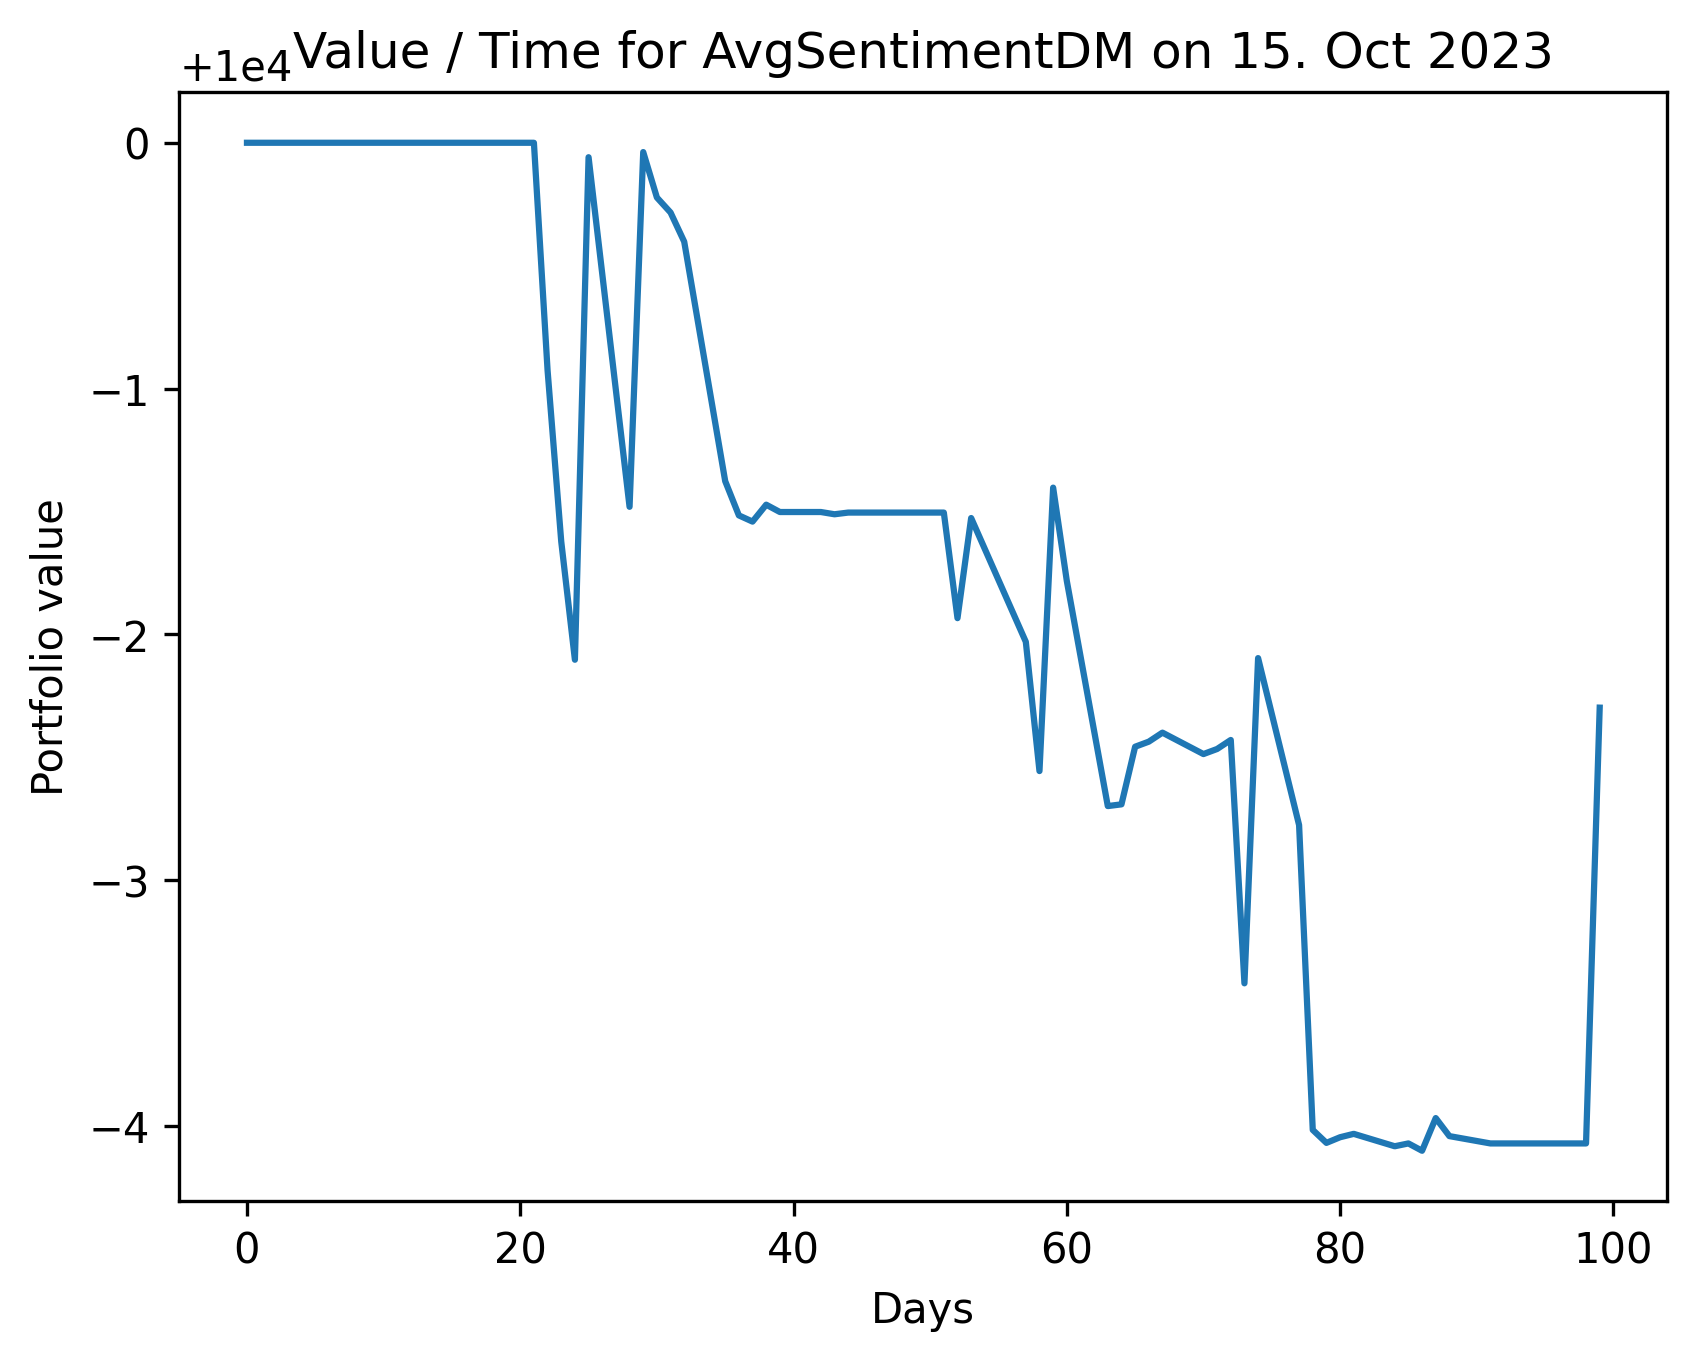 Value / Time for AvgSentimentDM on 15. Oct 2023
+1e4
0
−1
−2
−3
−4
Portfolio value
0 20 40 60 80 100
Days